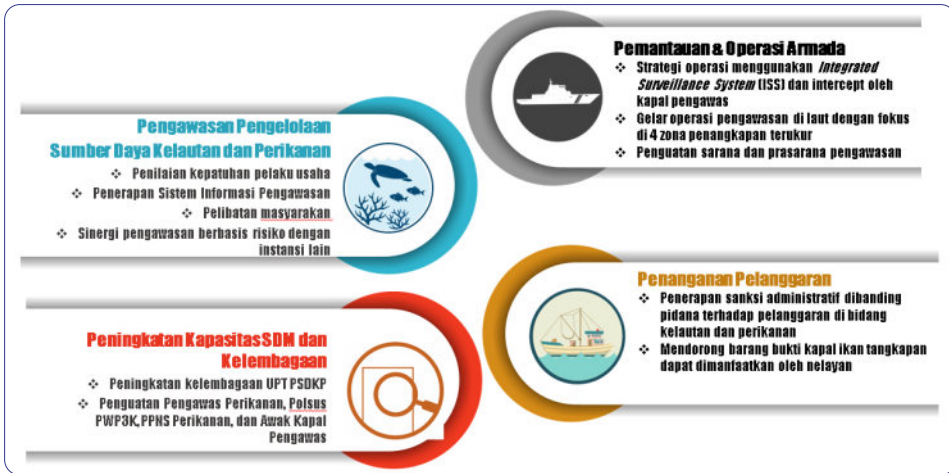 Pemantauan & Operasi Armada
❖ Strategi operasi menggunakan Integrated
Surveillance System (ISS) dan intercept oleh
kapal pengawas
❖ Gelar operasi pengawasan di laut dengan fokus
di 4 zona penangkapan terukur
❖ Penguatan sarana dan prasarana pengawasan
Pengawasan Pengelolaan
Sumber Daya Kelautan dan Perikanan
❖ Penilaian kepatuhan pelaku usaha
❖ Penerapan Sistem Informasi Pengawasan
❖ Pelibatan masyarakan
❖ Sinergi pengawasan berbasis risiko dengan
instansi lain
Penanganan Pelanggaran
❖ Penerapan sanksi administratif dibanding
pidana terhadap pelanggaran di bidang
kelautan dan perikanan
❖ Mendorong barang bukti kapal ikan tangkapan
dapat dimanfaatkan oleh nelayan
Peningkatan Kapasitas SDM dan
Kelembagaan
❖ Peningkatan kelembagaan UPT PSDKP
❖ Penguatan Pengawas Perikanan, Polsus
PWP3K, PPNS Perikanan, dan Awak Kapal
Pengawas